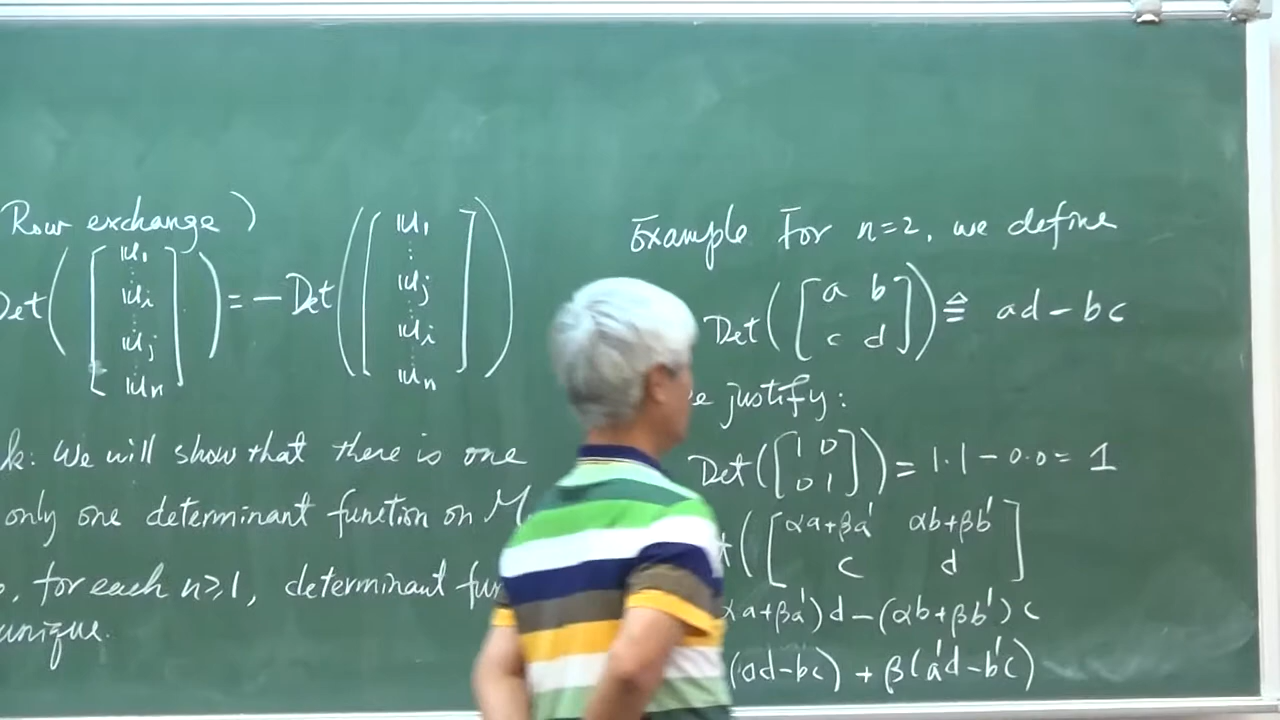 Row exchange)
Det([u₁ ⋮ uᵢ ⋮ uⱼ ⋮ uₙ]) = −Det([u₁ ⋮ uⱼ ⋮ uᵢ ⋮ uₙ])
k: We will show that there is one
only one determinant function on M
, for each n≥1, determinant fun
unique.
Example For n=2, we define
Det([a b
c d]) ≙ ad − bc
e justify:
Det([1 0
0 1]) = 1·1 − 0·0 = 1
t([αa+βa' αb+βb'
c d]
αa+βa')d − (αb+βb')c
(ad−bc) + β(a'd−b'c)